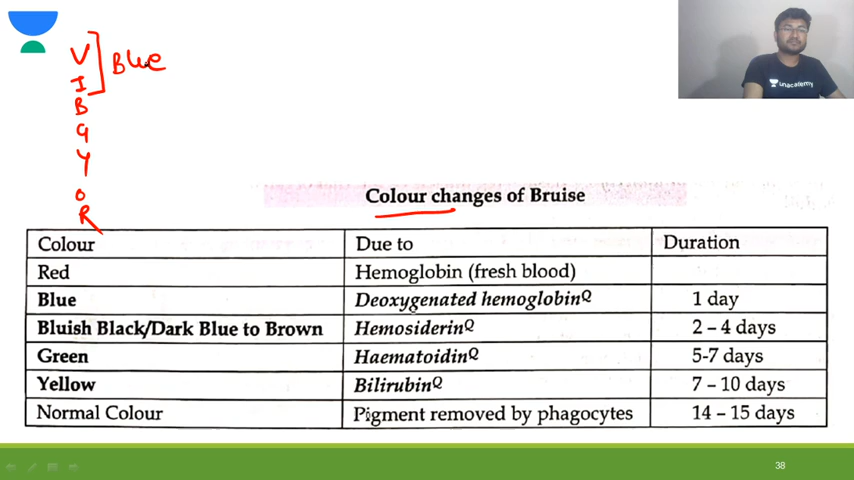 V
I
Blue
B
G
Y
O
R
unacademy
Colour changes of Bruise
Colour Due to Duration
Red Hemoglobin (fresh blood)
Blue Deoxygenated hemoglobinQ 1 day
Bluish Black/Dark Blue to Brown HemosiderinQ 2 – 4 days
Green HaematoidinQ 5-7 days
Yellow BilirubinQ 7 – 10 days
Normal Colour Pigment removed by phagocytes 14 – 15 days
38